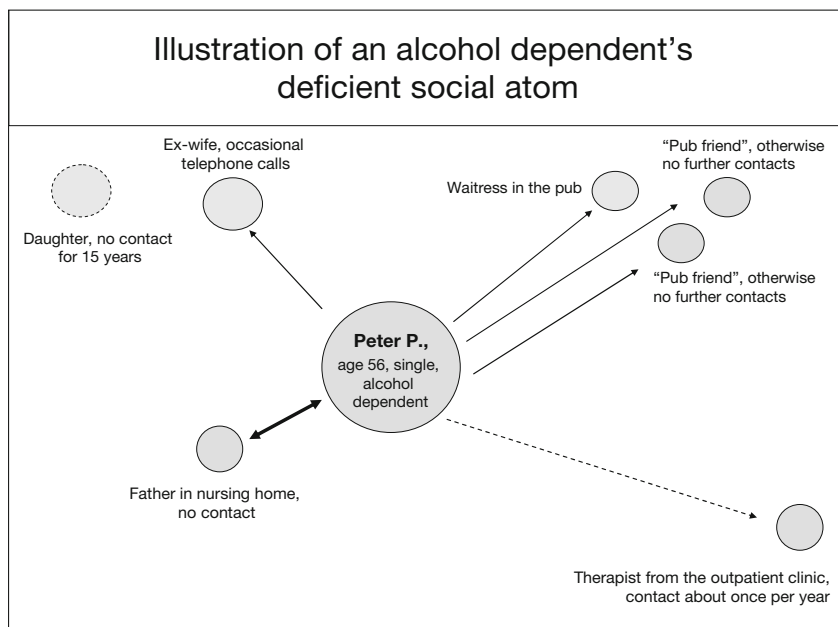 Illustration of an alcohol dependent’s
deficient social atom
Ex-wife, occasional
telephone calls
Daughter, no contact
for 15 years
Waitress in the pub
“Pub friend”, otherwise
no further contacts
“Pub friend”, otherwise
no further contacts
Peter P.,
age 56, single,
alcohol
dependent
Father in nursing home,
no contact
Therapist from the outpatient clinic,
contact about once per year